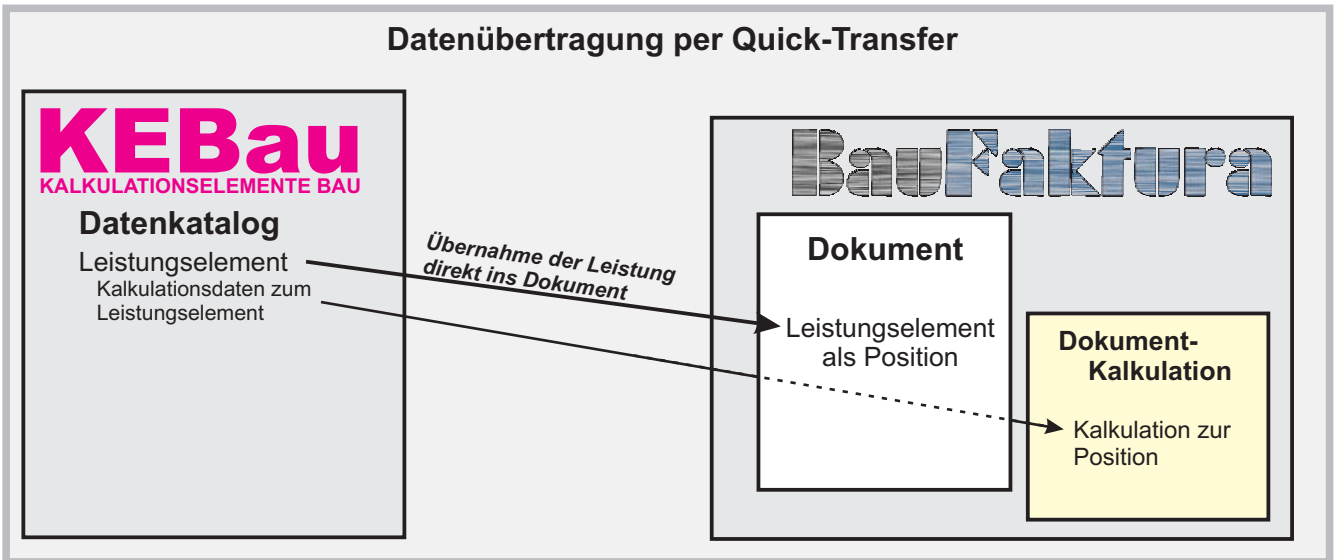 Datenübertragung per Quick-Transfer
KEBau
KALKULATIONSELEMENTE BAU
Datenkatalog
Leistungselement
Kalkulationsdaten zum
Leistungselement
Übernahme der Leistung
direkt ins Dokument
BauFaktura
Dokument
Leistungselement
als Position
Dokument-
Kalkulation
Kalkulation zur
Position